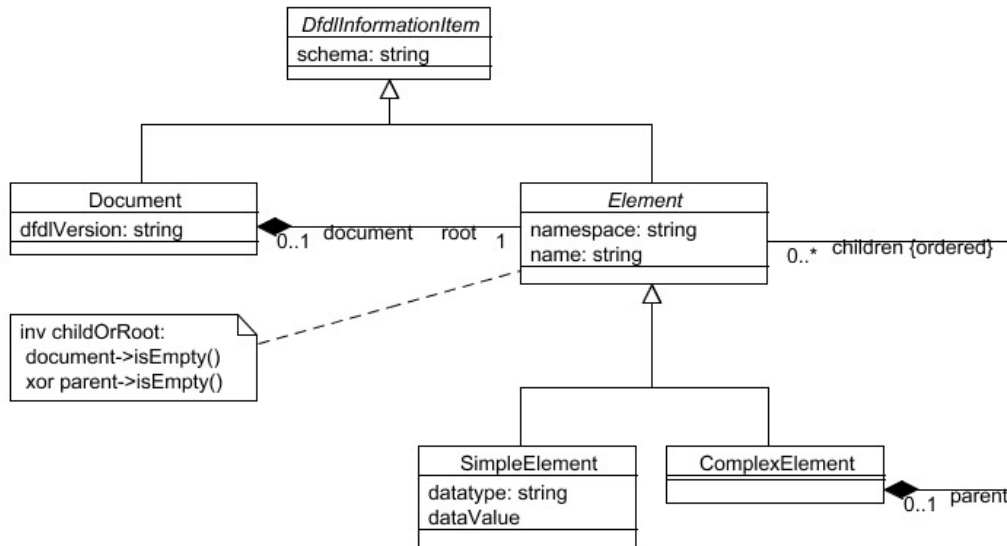 DfdlInformationItem
schema: string
Document
dfdlVersion: string
Element
namespace: string
name: string
0..1 document root 1
0..* children {ordered}
inv childOrRoot:
document->isEmpty()
xor parent->isEmpty()
SimpleElement
datatype: string
dataValue
ComplexElement
0..1 parent